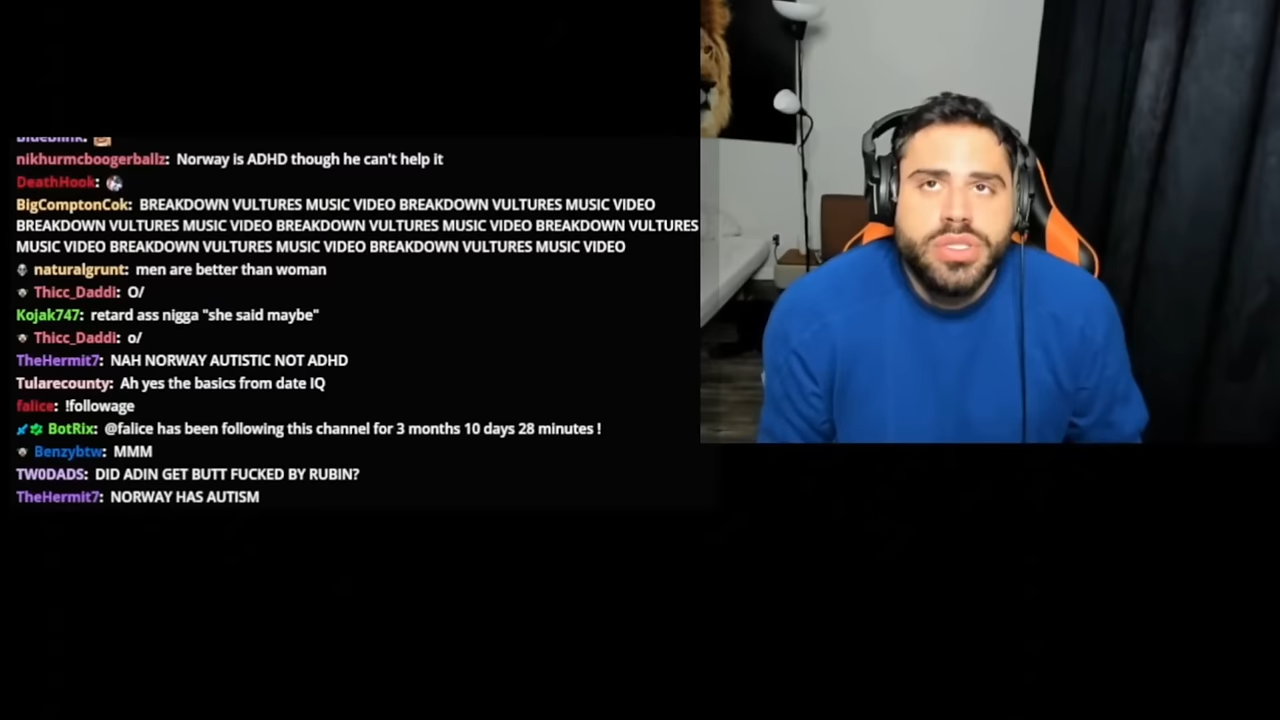 BlueBlink:
nikhurmcboogerballz: Norway is ADHD though he can't help it
DeathHook:
BigComptonCok: BREAKDOWN VULTURES MUSIC VIDEO BREAKDOWN VULTURES MUSIC VIDEO
BREAKDOWN VULTURES MUSIC VIDEO BREAKDOWN VULTURES MUSIC VIDEO BREAKDOWN VULTURES
MUSIC VIDEO BREAKDOWN VULTURES MUSIC VIDEO BREAKDOWN VULTURES MUSIC VIDEO
naturalgrunt: men are better than woman
Thicc_Daddi: O/
Kojak747: retard ass nigga "she said maybe"
Thicc_Daddi: o/
TheHermit7: NAH NORWAY AUTISTIC NOT ADHD
Tularecounty: Ah yes the basics from date IQ
falice: !followage
BotRix: @falice has been following this channel for 3 months 10 days 28 minutes !
Benzybtw: MMM
TW0DADS: DID ADIN GET BUTT FUCKED BY RUBIN?
TheHermit7: NORWAY HAS AUTISM